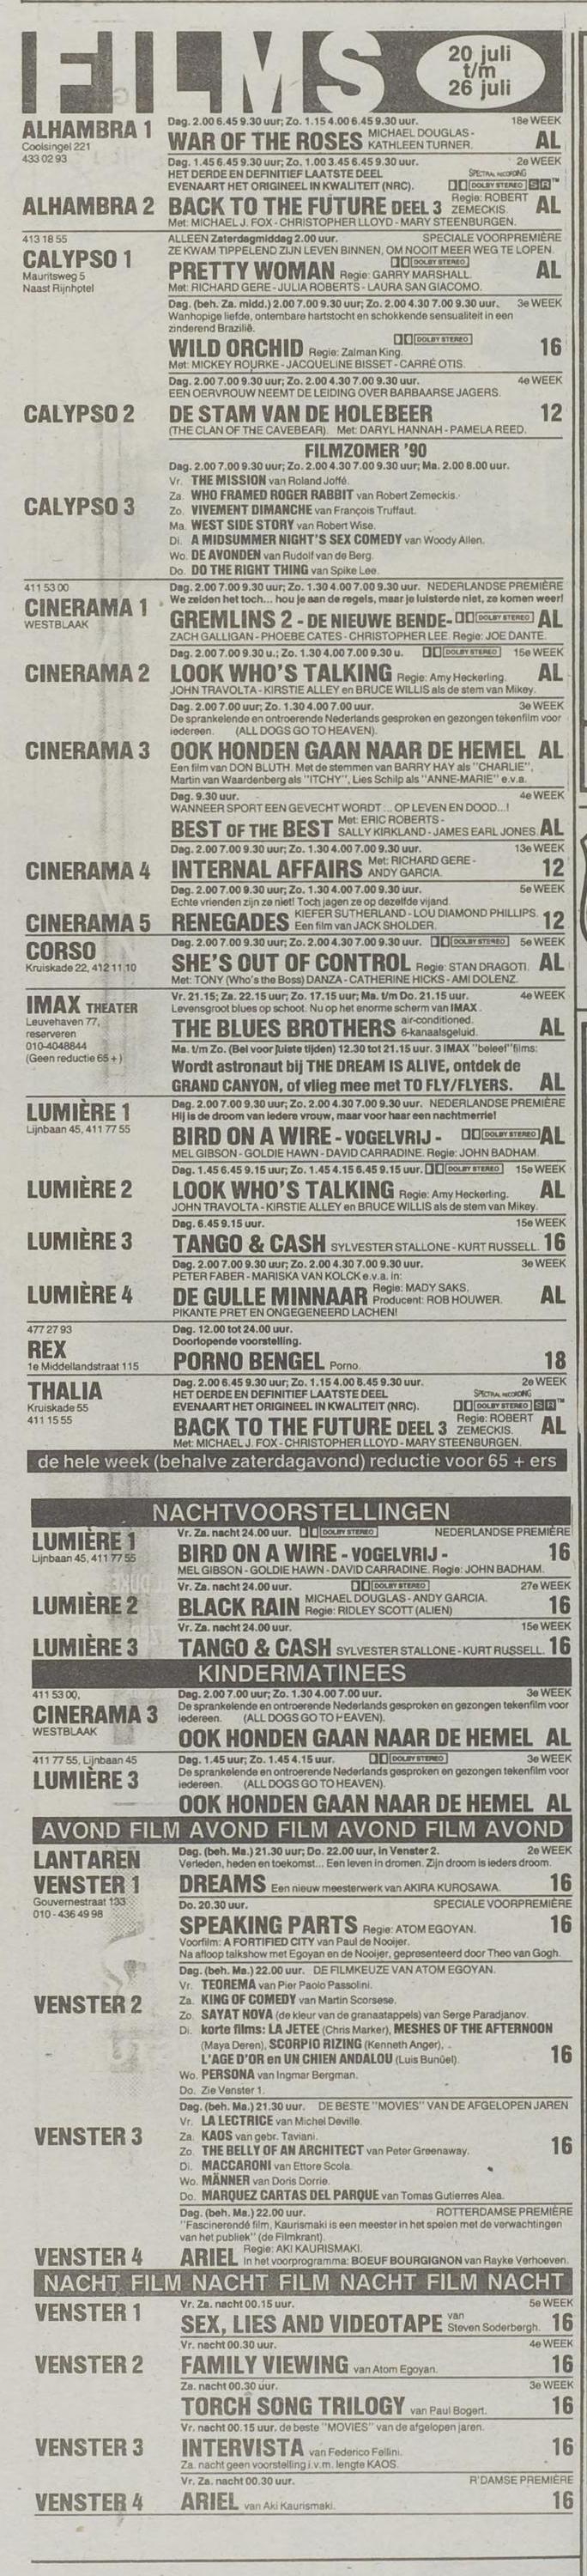 FILMS
20 juli
t/m
26 juli
ALHAMBRA 1
Coolsingel 221
433 02 93
Dag. 2.00 6.45 9.30 uur; Zo. 1.15 4.00 6.45 9.30 uur. 18e WEEK
WAR OF THE ROSES MICHAEL DOUGLAS - KATHLEEN TURNER. AL
Dag. 1.45 6.45 9.30 uur; Zo. 1.00 3.45 6.45 9.30 uur. 2e WEEK
HET DERDE EN DEFINITIEF LAATSTE DEEL SPECTRAL RECORDING
EVENAART HET ORIGINEEL IN KWALITEIT (NRC). DOLBY STEREO SR™
ALHAMBRA 2 BACK TO THE FUTURE DEEL 3 Regie: ROBERT ZEMECKIS. AL
Met: MICHAEL J. FOX - CHRISTOPHER LLOYD - MARY STEENBURGEN.
413 18 55
CALYPSO 1
Mauritsweg 5
Naast Rijnhotel
ALLEEN Zaterdagmiddag 2.00 uur. SPECIALE VOORPREMIÈRE
ZE KWAM TIPPELEND ZIJN LEVEN BINNEN, OM NOOIT MEER WEG TE LOPEN.
DOLBY STEREO
PRETTY WOMAN Regie: GARRY MARSHALL. AL
Met: RICHARD GERE - JULIA ROBERTS - LAURA SAN GIACOMO.
Dag. (beh. Za. midd.) 2.00 7.00 9.30 uur; Zo. 2.00 4.30 7.00 9.30 uur. 3e WEEK
Wanhopige liefde, ontembare hartstocht en schokkende sensualiteit in een
zinderend Brazilië.
DOLBY STEREO
WILD ORCHID Regie: Zalman King. 16
Met: MICKEY ROURKE - JACQUELINE BISSET - CARRÉ OTIS.
Dag. 2.00 7.00 9.30 uur; Zo. 2.00 4.30 7.00 9.30 uur. 4e WEEK
EEN OERVROUW NEEMT DE LEIDING OVER BARBAARSE JAGERS.
CALYPSO 2 DE STAM VAN DE HOLEBEER 12
(THE CLAN OF THE CAVEBEAR). Met: DARYL HANNAH - PAMELA REED.
FILMZOMER '90
Dag. 2.00 7.00 9.30 uur; Zo. 2.00 4.30 7.00 9.30 uur; Ma. 2.00 8.00 uur.
CALYPSO 3
Vr. THE MISSION van Roland Joffé.
Za. WHO FRAMED ROGER RABBIT van Robert Zemeckis.
Zo. VIVEMENT DIMANCHE van François Truffaut.
Ma. WEST SIDE STORY van Robert Wise.
Di. A MIDSUMMER NIGHT'S SEX COMEDY van Woody Allen.
Wo. DE AVONDEN van Rudolf van de Berg.
Do. DO THE RIGHT THING van Spike Lee.
411 53 00
CINERAMA 1
WESTBLAAK
Dag. 2.00 7.00 9.30 uur; Zo. 1.30 4.00 7.00 9.30 uur. NEDERLANDSE PREMIÈRE
We zeiden het toch... hou je aan de regels, maar je luisterde niet, ze komen weer!
GREMLINS 2 - DE NIEUWE BENDE - DOLBY STEREO AL
ZACH GALLIGAN - PHOEBE CATES - CHRISTOPHER LEE. Regie: JOE DANTE.
Dag. 2.00 7.00 9.30 u.; Zo. 1.30 4.00 7.00 9.30 u. DOLBY STEREO 15e WEEK
CINERAMA 2 LOOK WHO'S TALKING Regie: Amy Heckerling. AL
JOHN TRAVOLTA - KIRSTIE ALLEY en BRUCE WILLIS als de stem van Mikey.
Dag. 2.00 7.00 uur; Zo. 1.30 4.00 7.00 uur. 3e WEEK
De sprankelende en ontroerende Nederlands gesproken en gezongen tekenfilm voor
iedereen. (ALL DOGS GO TO HEAVEN).
CINERAMA 3 OOK HONDEN GAAN NAAR DE HEMEL AL
Een film van DON BLUTH. Met de stemmen van BARRY HAY als "CHARLIE",
Martin van Waardenberg als "ITCHY", Lies Schilp als "ANNE-MARIE" e.v.a.
Dag. 9.30 uur. 4e WEEK
WANNEER SPORT EEN GEVECHT WORDT... OP LEVEN EN DOOD...!
BEST OF THE BEST Met: ERIC ROBERTS - SALLY KIRKLAND - JAMES EARL JONES. AL
Dag. 2.00 7.00 9.30 uur; Zo. 1.30 4.00 7.00 9.30 uur. 13e WEEK
CINERAMA 4 INTERNAL AFFAIRS Met: RICHARD GERE - ANDY GARCIA. 12
Dag. 2.00 7.00 9.30 uur; Zo. 1.30 4.00 7.00 9.30 uur. 5e WEEK
Echte vrienden zijn ze niet! Toch jagen ze op dezelfde vijand.
CINERAMA 5 RENEGADES KIEFER SUTHERLAND - LOU DIAMOND PHILLIPS. Een film van JACK SHOLDER. 12
CORSO
Kruiskade 22, 412 11 10
Dag. 2.00 7.00 9.30 uur; Zo. 2.00 4.30 7.00 9.30 uur. DOLBY STEREO 5e WEEK
SHE'S OUT OF CONTROL Regie: STAN DRAGOTI. AL
Met: TONY (Who's the Boss) DANZA - CATHERINE HICKS - AMI DOLENZ.
IMAX THEATER
Leuvehaven 77,
reserveren
010-4048844
(Geen reductie 65 +)
Vr. 21.15; Za. 22.15 uur; Zo. 17.15 uur; Ma. t/m Do. 21.15 uur. 4e WEEK
Levensgroot blues op schoot. Nu op het enorme scherm van IMAX.
THE BLUES BROTHERS air-conditioned. 6-kanaalsgeluid. AL
Ma. t/m Zo. (Bel voor juiste tijden) 12.30 tot 21.15 uur. 3 IMAX "beleef" films:
Wordt astronaut bij THE DREAM IS ALIVE, ontdek de
GRAND CANYON, of vlieg mee met TO FLY/FLYERS. AL
LUMIÈRE 1
Lijnbaan 45, 411 77 55
Dag. 2.00 7.00 9.30 uur; Zo. 2.00 4.30 7.00 9.30 uur. NEDERLANDSE PREMIÈRE
Hij is de droom van iedere vrouw, maar voor haar een nachtmerrie!
BIRD ON A WIRE - VOGELVRIJ - DOLBY STEREO AL
MEL GIBSON - GOLDIE HAWN - DAVID CARRADINE. Regie: JOHN BADHAM.
Dag. 1.45 6.45 9.15 uur; Zo. 1.45 4.15 6.45 9.15 uur. DOLBY STEREO 15e WEEK
LUMIÈRE 2 LOOK WHO'S TALKING Regie: Amy Heckerling. AL
JOHN TRAVOLTA - KIRSTIE ALLEY en BRUCE WILLIS als de stem van Mikey.
Dag. 6.45 9.15 uur. 15e WEEK
LUMIÈRE 3 TANGO & CASH SYLVESTER STALLONE - KURT RUSSELL. 16
Dag. 2.00 7.00 9.30 uur; Zo. 2.00 4.30 7.00 9.30 uur. 3e WEEK
PETER FABER - MARISKA VAN KOLCK e.v.a. in:
LUMIÈRE 4 DE GULLE MINNAAR Regie: MADY SAKS. Producent: ROB HOUWER. AL
PIKANTE PRET EN ONGEGENEERD LACHEN!
477 27 93
REX
1e Middellandstraat 115
Dag. 12.00 tot 24.00 uur.
Doorlopende voorstelling.
PORNO BENGEL Porno. 18
THALIA
Kruiskade 55
411 15 55
Dag. 2.00 6.45 9.30 uur; Zo. 1.15 4.00 6.45 9.30 uur. 2e WEEK
HET DERDE EN DEFINITIEF LAATSTE DEEL SPECTRAL RECORDING
EVENAART HET ORIGINEEL IN KWALITEIT (NRC). DOLBY STEREO SR™
BACK TO THE FUTURE DEEL 3 Regie: ROBERT ZEMECKIS. AL
Met: MICHAEL J. FOX - CHRISTOPHER LLOYD - MARY STEENBURGEN.
de hele week (behalve zaterdagavond) reductie voor 65 + ers
NACHTVOORSTELLINGEN
LUMIÈRE 1
Lijnbaan 45, 411 77 55
Vr. Za. nacht 24.00 uur. DOLBY STEREO NEDERLANDSE PREMIÈRE
BIRD ON A WIRE - VOGELVRIJ - 16
MEL GIBSON - GOLDIE HAWN - DAVID CARRADINE. Regie: JOHN BADHAM.
Vr. Za. nacht 24.00 uur. DOLBY STEREO 27e WEEK
LUMIÈRE 2 BLACK RAIN MICHAEL DOUGLAS - ANDY GARCIA. Regie: RIDLEY SCOTT (ALIEN) 16
Vr. Za. nacht 24.00 uur. 15e WEEK
LUMIÈRE 3 TANGO & CASH SYLVESTER STALLONE - KURT RUSSELL. 16
KINDERMATINEES
411 53 00,
CINERAMA 3
WESTBLAAK
Dag. 2.00 7.00 uur; Zo. 1.30 4.00 7.00 uur. 3e WEEK
De sprankelende en ontroerende Nederlands gesproken en gezongen tekenfilm voor
iedereen. (ALL DOGS GO TO HEAVEN).
OOK HONDEN GAAN NAAR DE HEMEL AL
411 77 55, Lijnbaan 45
LUMIÈRE 3
Dag. 1.45 uur; Zo. 1.45 4.15 uur. DOLBY STEREO 3e WEEK
De sprankelende en ontroerende Nederlands gesproken en gezongen tekenfilm voor
iedereen. (ALL DOGS GO TO HEAVEN).
OOK HONDEN GAAN NAAR DE HEMEL AL
AVOND FILM AVOND FILM AVOND FILM AVOND
LANTAREN
VENSTER 1
Gouvernestraat 133
010 - 436 49 98
Dag. (beh. Ma.) 21.30 uur; Do. 22.00 uur, in Venster 2. 2e WEEK
Verleden, heden en toekomst... Een leven in dromen. Zijn droom is ieders droom.
DREAMS Een nieuw meesterwerk van AKIRA KUROSAWA. 16
Do. 20.30 uur. SPECIALE VOORPREMIÈRE
SPEAKING PARTS Regie: ATOM EGOYAN. 16
Voorfilm: A FORTIFIED CITY van Paul de Nooijer.
Na afloop talkshow met Egoyan en de Nooijer, gepresenteerd door Theo van Gogh.
Dag. (beh. Ma.) 22.00 uur. DE FILMKEUZE VAN ATOM EGOYAN.
VENSTER 2
Vr. TEOREMA van Pier Paolo Passolini.
Za. KING OF COMEDY van Martin Scorsese.
Zo. SAYAT NOVA (de kleur van de granaatappels) van Serge Paradjanov.
Di. korte films: LA JETEE (Chris Marker), MESHES OF THE AFTERNOON
(Maya Deren), SCORPIO RIZING (Kenneth Anger),
L'AGE D'OR en UN CHIEN ANDALOU (Luis Bunüel). 16
Wo. PERSONA van Ingmar Bergman.
Do. Zie Venster 1.
Dag. (beh. Ma.) 21.30 uur. DE BESTE "MOVIES" VAN DE AFGELOPEN JAREN
VENSTER 3
Vr. LA LECTRICE van Michel Deville.
Za. KAOS van gebr. Taviani.
Zo. THE BELLY OF AN ARCHITECT van Peter Greenaway. 16
Di. MACCARONI van Ettore Scola.
Wo. MÄNNER van Doris Dorrie.
Do. MARQUEZ CARTAS DEL PARQUE van Tomas Gutierres Alea.
Dag. (beh. Ma.) 22.00 uur. ROTTERDAMSE PREMIÈRE
"Fascinerendé film, Kaurismaki is een meester in het spelen met de verwachtingen
van het publiek" (de Filmkrant).
VENSTER 4 ARIEL Regie: AKI KAURISMAKI. In het voorprogramma: BOEUF BOURGIGNON van Rayke Verhoeven. 16
NACHT FILM NACHT FILM NACHT FILM NACHT
Vr. Za. nacht 00.15 uur. 5e WEEK
VENSTER 1 SEX, LIES AND VIDEOTAPE van Steven Soderbergh. 16
Vr. nacht 00.30 uur. 4e WEEK
VENSTER 2 FAMILY VIEWING van Atom Egoyan. 16
Za. nacht 00.30 uur. 3e WEEK
TORCH SONG TRILOGY van Paul Bogert. 16
Vr. nacht 00.15 uur. de beste "MOVIES" van de afgelopen jaren.
VENSTER 3 INTERVISTA van Federico Fellini. 16
Za. nacht geen voorstelling i.v.m. lengte KAOS.
Vr. Za. nacht 00.30 uur. R'DAMSE PREMIÈRE
VENSTER 4 ARIEL van Aki Kaurismaki. 16